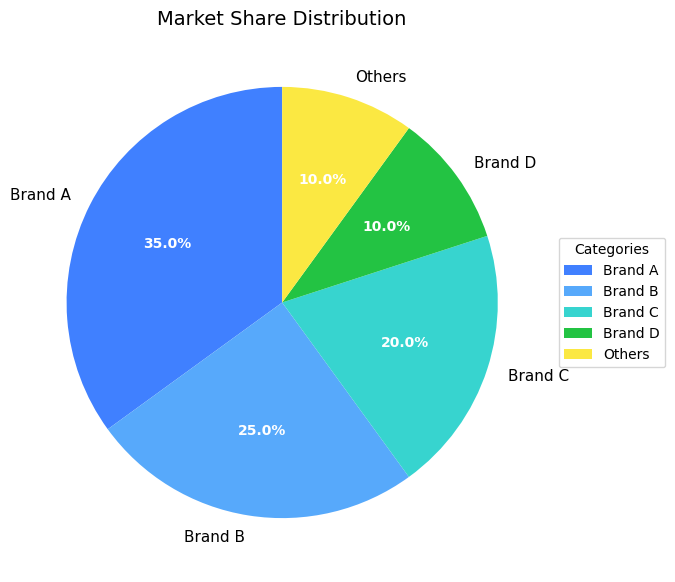 Market Share Distribution
Others
Brand D
Brand A
10.0%
10.0%
35.0%
20.0%
Brand C
25.0%
Brand B
Categories
Brand A
Brand B
Brand C
Brand D
Others